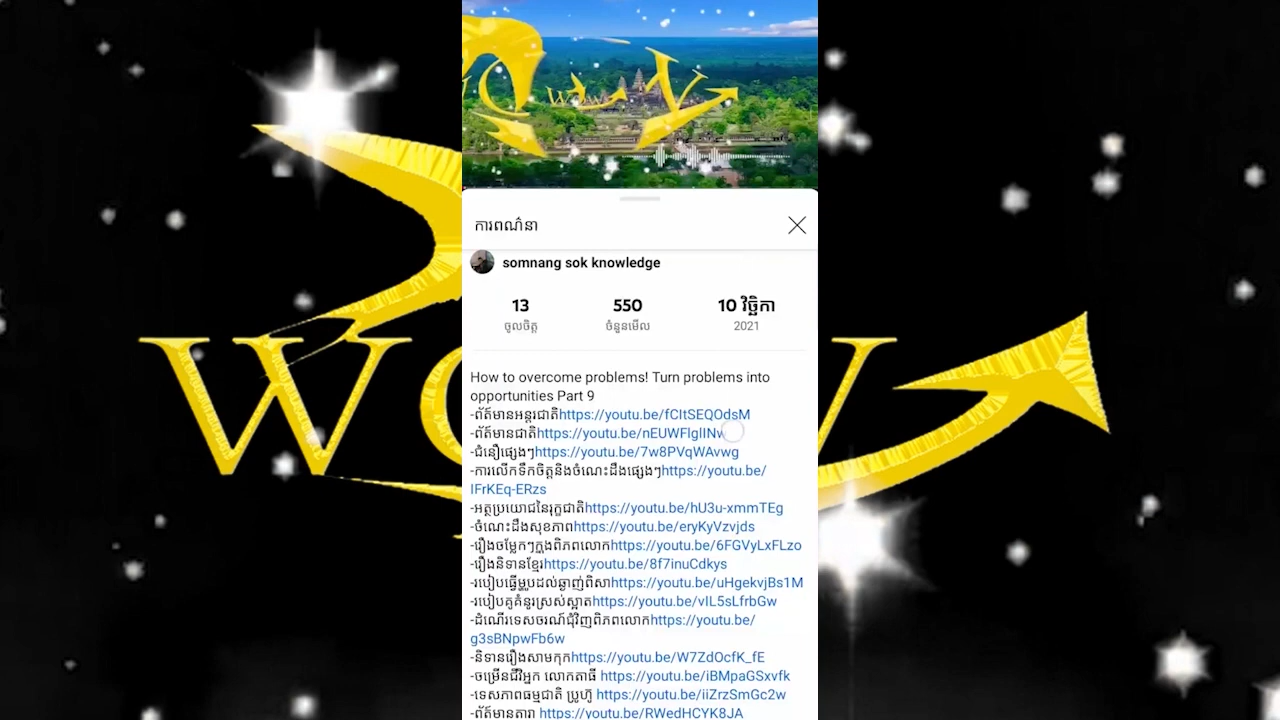 ការពណ៌នា
somnang sok knowledge
13 550 10 វិច្ឆិកា
ចូលចិត្ត ចំនួនមើល 2021
How to overcome problems! Turn problems into
opportunities Part 9
-ព័ត៌មានអន្តរជាតិhttps://youtu.be/fCItSEQOdsM
-ព័ត៌មានជាតិhttps://youtu.be/nEUWFlglINw
-ជំនឿផ្សេងៗhttps://youtu.be/7w8PVqWAvwg
-ការលើកទឹកចិត្តនិងចំណេះដឹងផ្សេងៗhttps://youtu.be/
IFrKEq-ERzs
-អត្ថប្រយោជនៃរុក្ខជាតិhttps://youtu.be/hU3u-xmmTEg
-ចំណេះដឹងសុខភាពhttps://youtu.be/eryKyVzvjds
-រឿងចម្លែកៗក្នុងពិភពលោកhttps://youtu.be/6FGVyLxFLzo
-រឿងនិទានខ្មែរhttps://youtu.be/8f7inuCdkys
-របៀបធ្វើម្ហូបដល់ឆ្ងាញ់ពិសាhttps://youtu.be/uHgekvjBs1M
-របៀបគូគំនូរស្រស់ស្អាតhttps://youtu.be/vIL5sLfrbGw
-ដំណើរទេសចរណ៍ជុំវិញពិភពលោកhttps://youtu.be/
g3sBNpwFb6w
-និទានរឿងសាមកុកhttps://youtu.be/W7ZdOcfK_fE
-ចម្រើនជីវិអ្នក លោកតាធី https://youtu.be/iBMpaGSxvfk
-ទេសភាពធម្មជាតិ ប្រូហ៊្វូ https://youtu.be/iiZrzSmGc2w
-ព័ត៌មានតារា https://youtu.be/RWedHCYK8JA